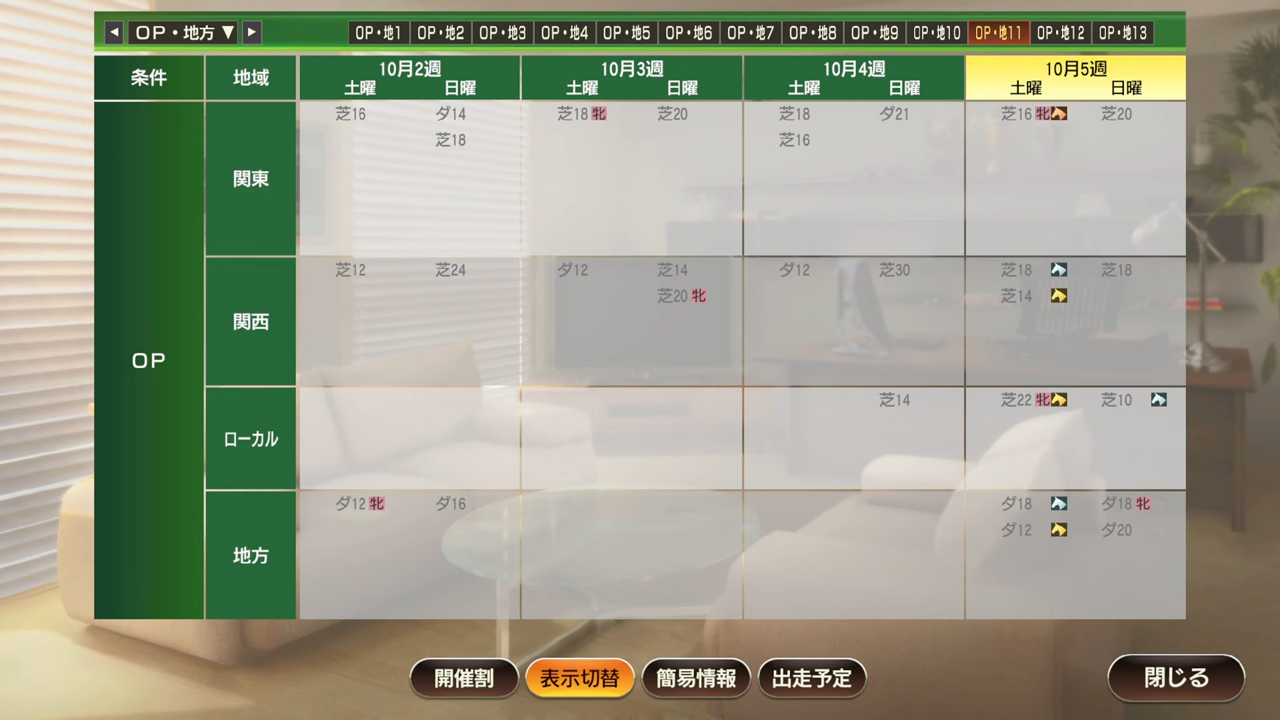 ◀ OP・地方 ▼ ▶ OP・地1 OP・地2 OP・地3 OP・地4 OP・地5 OP・地6 OP・地7 OP・地8 OP・地9 OP・地10 OP・地11 OP・地12 OP・地13
条件 地域 10月2週 10月3週 10月4週 10月5週
土曜 日曜 土曜 日曜 土曜 日曜 土曜 日曜
OP
関東
芝16 ダ14 芝18 牝 芝20 芝18 ダ21 芝16 牝 芝20
芝18 芝16
関西
芝12 芝24 ダ12 芝14 ダ12 芝30 芝18 芝18
芝20 牝 芝14
ローカル
芝14 芝22 牝 芝10
地方
ダ12 牝 ダ16 ダ18 ダ18 牝
ダ12 ダ20
開催割 表示切替 簡易情報 出走予定 閉じる